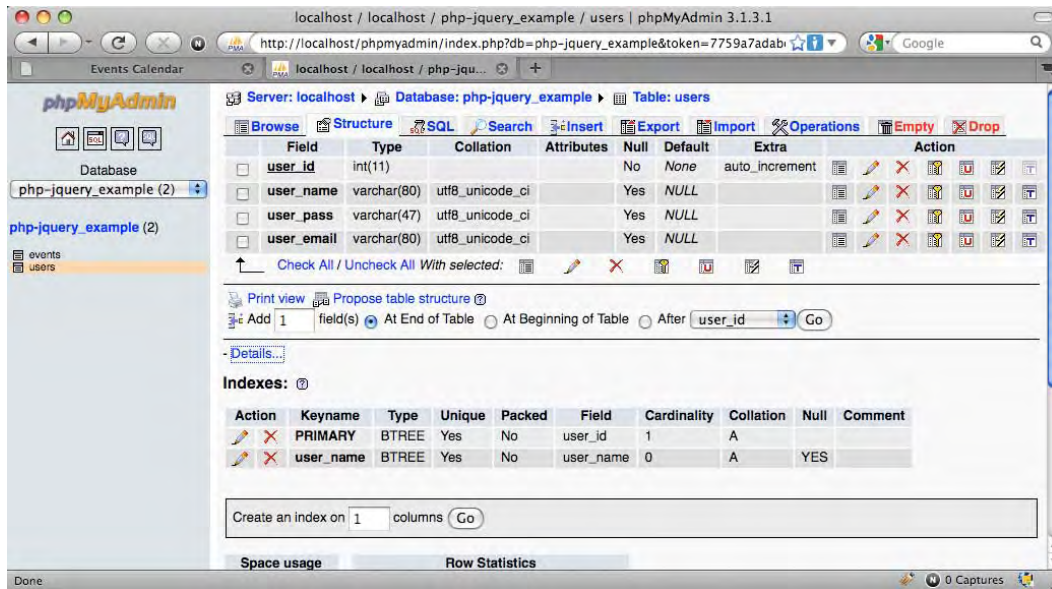 localhost / localhost / php-jquery_example / users | phpMyAdmin 3.1.3.1
http://localhost/phpmyadmin/index.php?db=php-jquery_example&token=7759a7adab
Google
Events Calendar
localhost / localhost / php-jqu...
phpMyAdmin
Database
php-jquery_example (2)
php-jquery_example (2)
events
users
Server: localhost Database: php-jquery_example Table: users
Browse Structure SQL Search Insert Export Import Operations Empty Drop
Field Type Collation Attributes Null Default Extra Action
user_id int(11) No None auto_increment
user_name varchar(80) utf8_unicode_ci Yes NULL
user_pass varchar(47) utf8_unicode_ci Yes NULL
user_email varchar(80) utf8_unicode_ci Yes NULL
Check All / Uncheck All With selected:
Print view Propose table structure
Add 1 field(s) At End of Table At Beginning of Table After user_id Go
- Details...
Indexes:
Action Keyname Type Unique Packed Field Cardinality Collation Null Comment
PRIMARY BTREE Yes No user_id 1 A
user_name BTREE Yes No user_name 0 A YES
Create an index on 1 columns Go
Space usage Row Statistics
Done
0 Captures